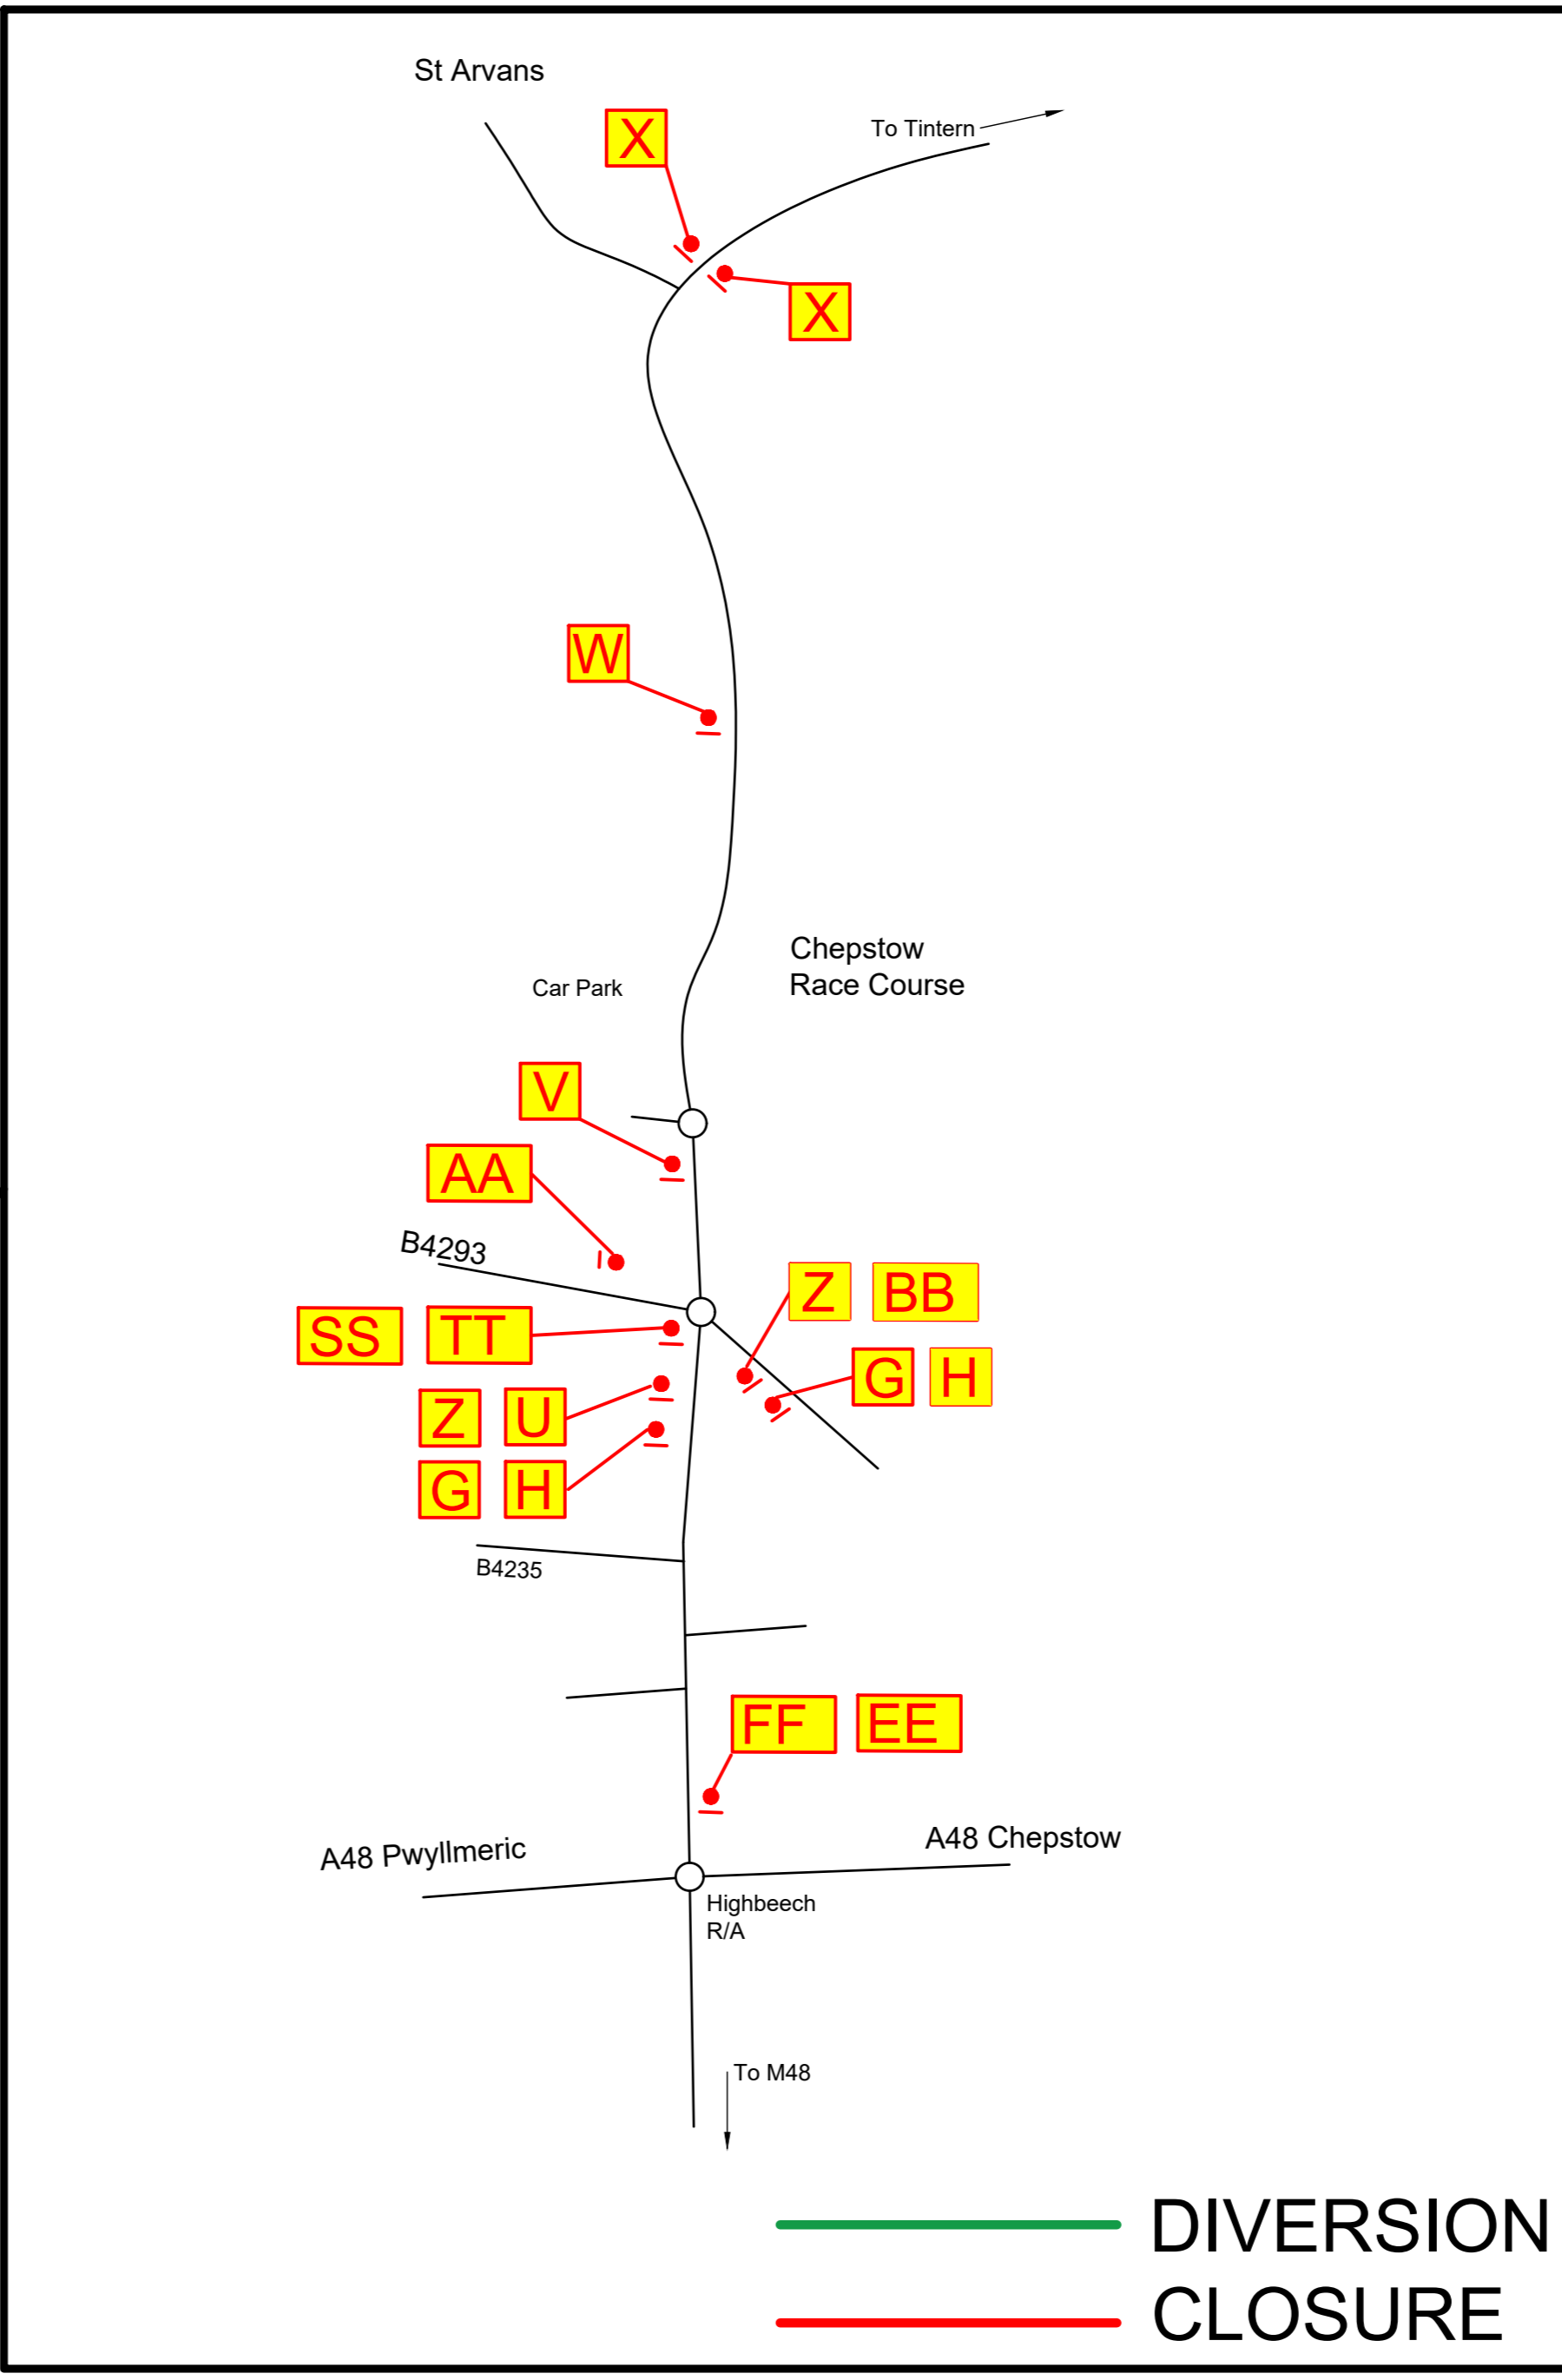 St Arvans
To Tintern
X
X
W
Chepstow
Race Course
Car Park
V
AA
B4293
Z BB
SS TT
G H
Z U
G H
B4235
FF EE
A48 Pwyllmeric
A48 Chepstow
Highbeech
R/A
To M48
DIVERSION
CLOSURE